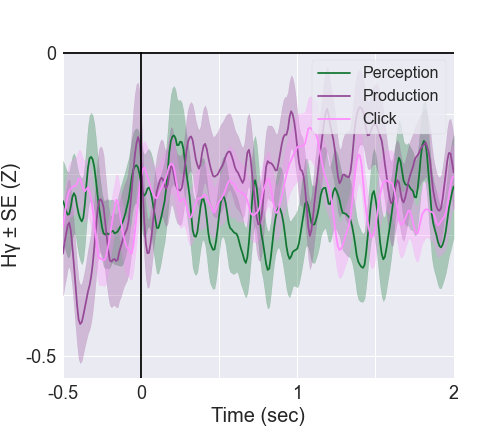 0
Perception
Production
Click
Hγ ± SE (Z)
-0.5
-0.5 0 1 2
Time (sec)